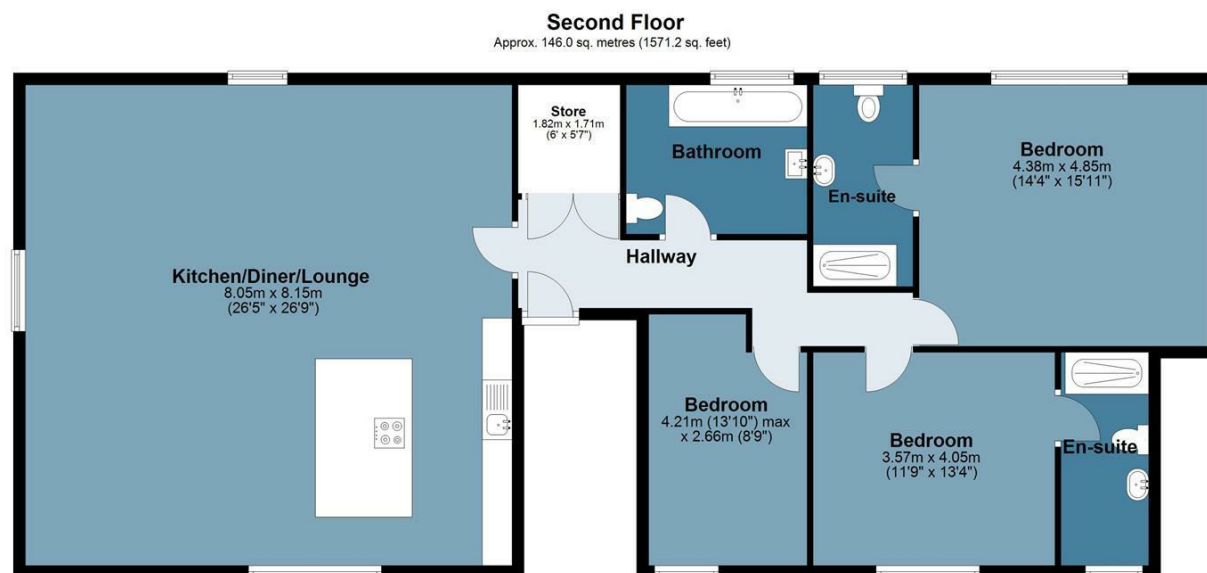 Second Floor
Approx. 146.0 sq. metres (1571.2 sq. feet)
Store
1.82m x 1.71m
(6' x 5'7")
Bathroom
En-suite
Bedroom
4.38m x 4.85m
(14'4" x 15'11")
Hallway
Kitchen/Diner/Lounge
8.05m x 8.15m
(26'5" x 26'9")
Bedroom
4.21m (13'10") max
x 2.66m (8'9")
Bedroom
3.57m x 4.05m
(11'9" x 13'4")
En-suite